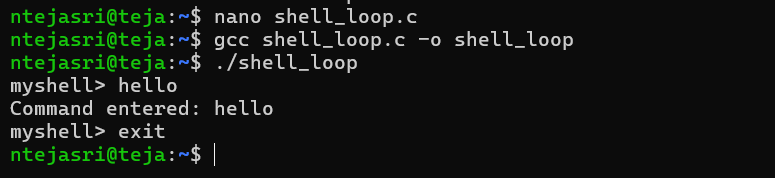 ntejasri@teja:~$ nano shell_loop.c
ntejasri@teja:~$ gcc shell_loop.c -o shell_loop
ntejasri@teja:~$ ./shell_loop
myshell> hello
Command entered: hello
myshell> exit
ntejasri@teja:~$